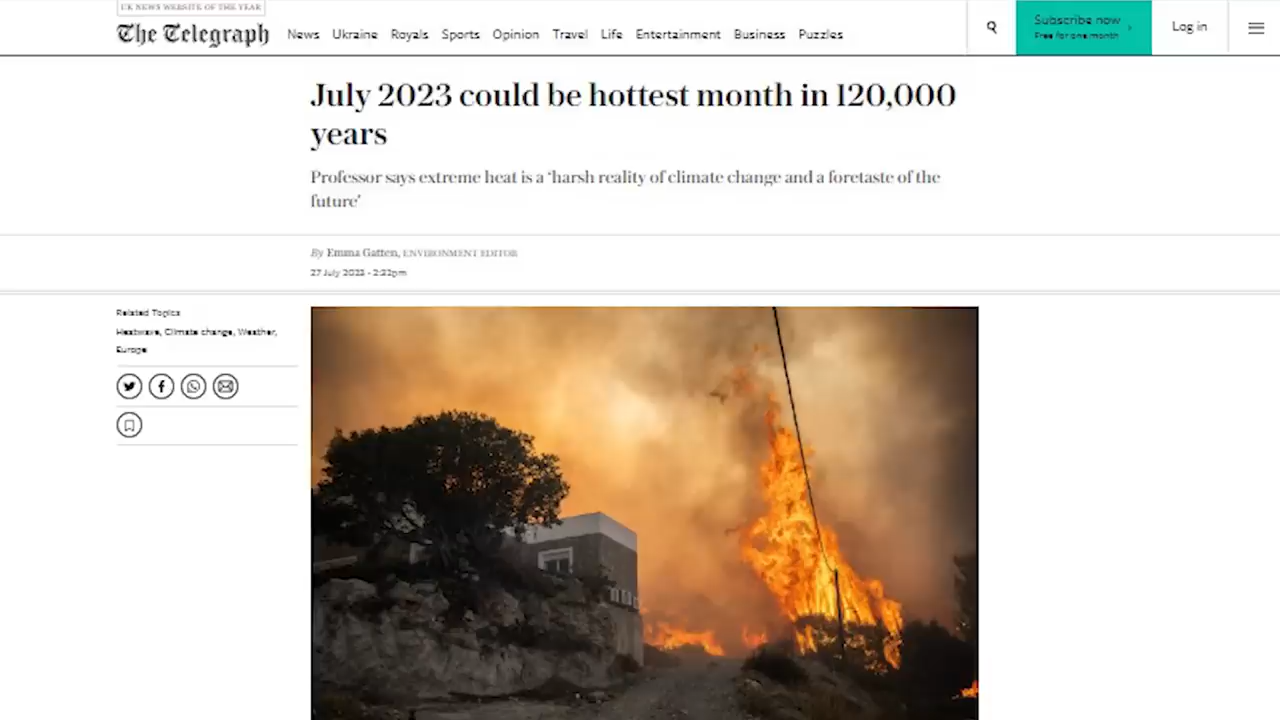 UK NEWS WEBSITE OF THE YEAR
The Telegraph
News Ukraine Royals Sports Opinion Travel Life Entertainment Business Puzzles
Subscribe now
Free for one month
Log in
July 2023 could be hottest month in 120,000
years
Professor says extreme heat is a ‘harsh reality of climate change and a foretaste of the
future’
By Emma Gatten, ENVIRONMENT EDITOR
27 July 2023 • 2:22pm
Related Topics
Heatwave, Climate change, Weather,
Europe